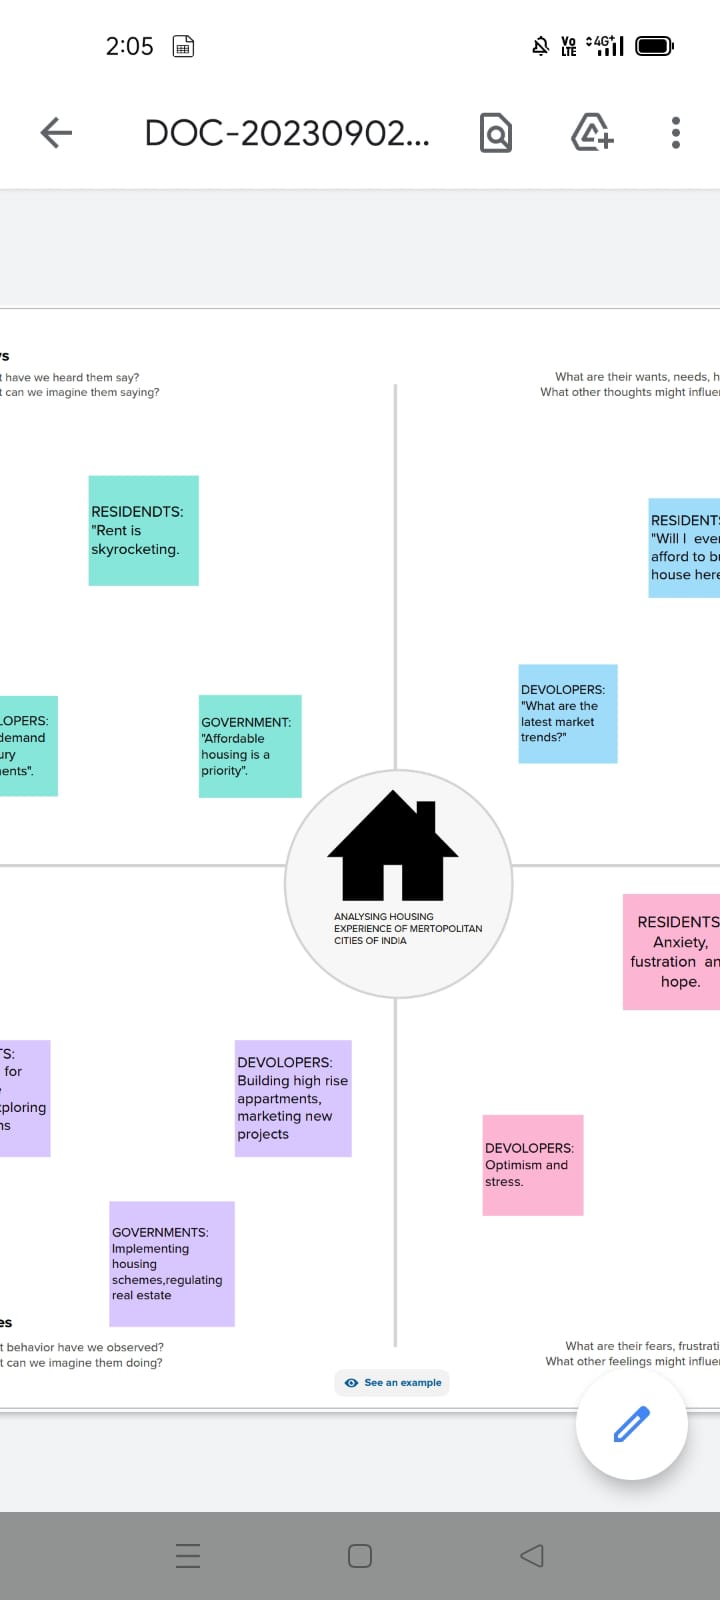 2:05
Vo LTE 4G+
DOC-20230902...
s
t have we heard them say?
t can we imagine them saying?
What are their wants, needs, h
What other thoughts might influe
RESIDENDTS:
"Rent is
skyrocketing.
RESIDENTS
"Will I ever
afford to bu
house here
DEVOLOPERS:
"What are the
latest market
trends?"
LOPERS:
demand
ury
ents".
GOVERNMENT:
"Affordable
housing is a
priority".
ANALYSING HOUSING
EXPERIENCE OF MERTOPOLITAN
CITIES OF INDIA
RESIDENTS
Anxiety,
fustration an
hope.
TS:
for
xploring
ns
DEVOLOPERS:
Building high rise
appartments,
marketing new
projects
DEVOLOPERS:
Optimism and
stress.
GOVERNMENTS:
Implementing
housing
schemes,regulating
real estate
es
t behavior have we observed?
t can we imagine them doing?
What are their fears, frustrati
What other feelings might influe
See an example